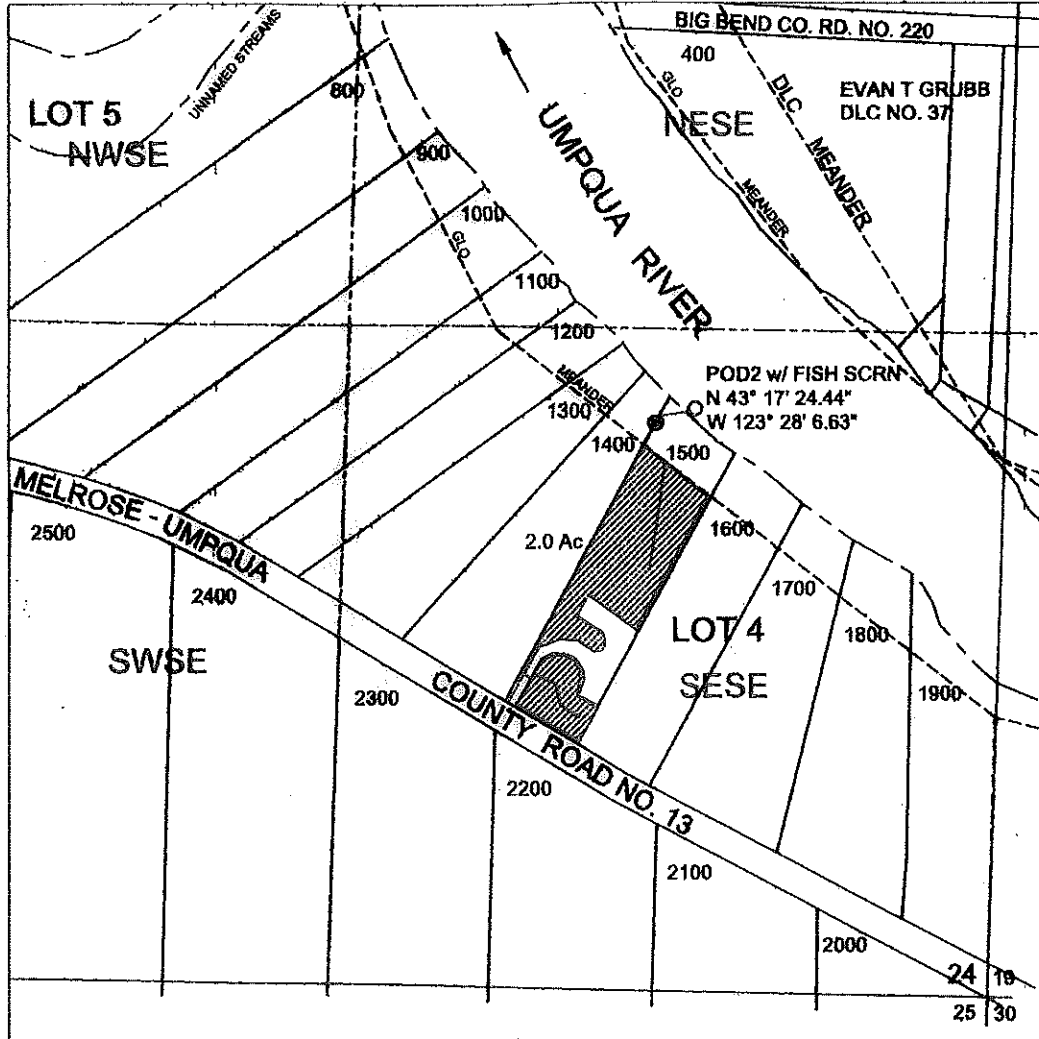 BIG BEND CO. RD. NO. 220
400
UNNAMED STREAMS
800
GLO
DLC
EVAN T GRUBB
DLC NO. 37
LOT 5
NWSE
NESE
UMPQUA RIVER
MEANDER
MEANDER
900
1000
GLO
1100
1200
MEANDER
1300
POD2 w/ FISH SCRN
N 43° 17' 24.44"
W 123° 28' 6.63"
1400
1500
MELROSE - UMPQUA
2500
2.0 Ac
1600
2400
1700
LOT 4
1800
SWSE
SESE
1900
2300
COUNTY ROAD NO. 13
2200
2100
2000
24
19
25
30